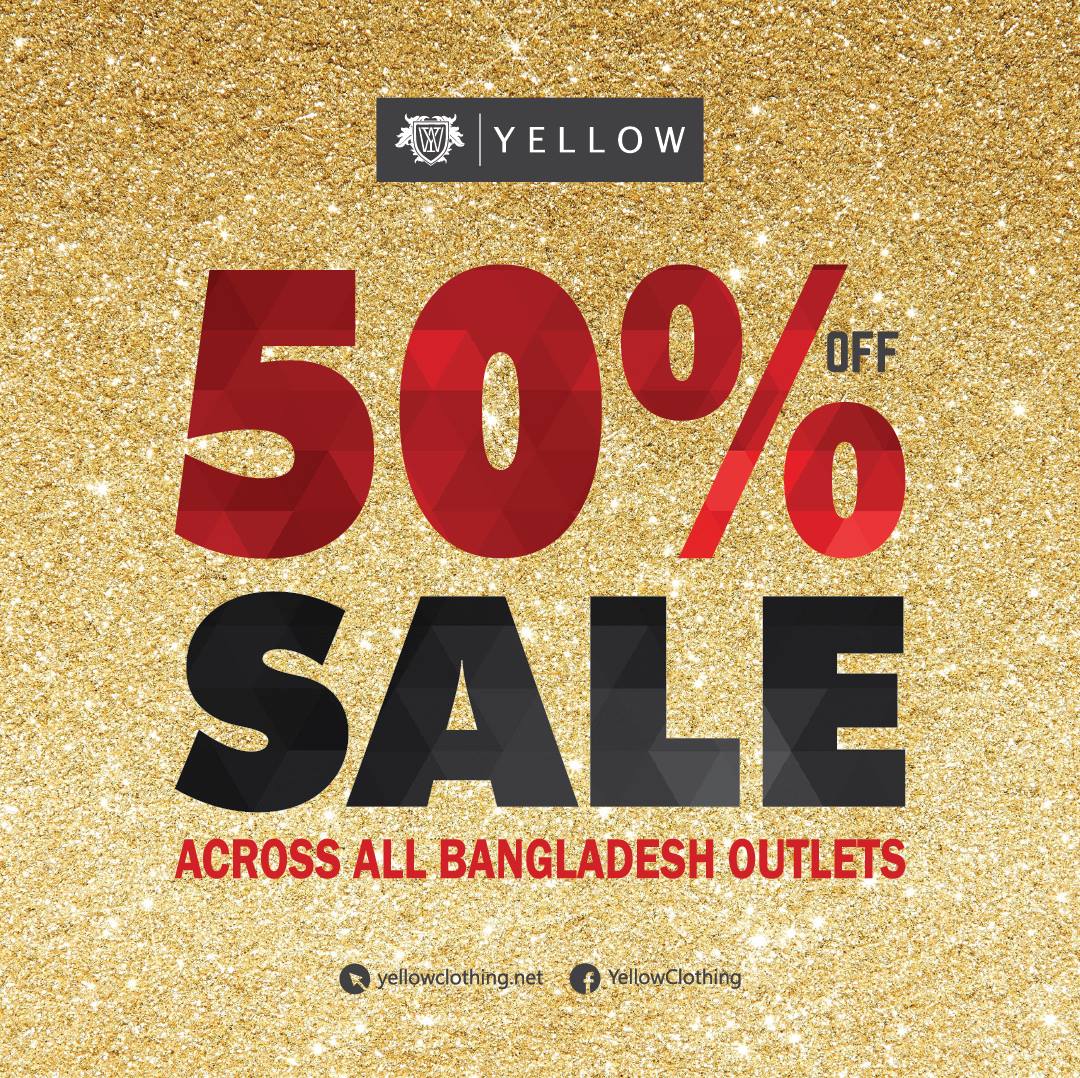 YELLOW
50%
OFF
SALE
ACROSS ALL BANGLADESH OUTLETS
yellowclothing.net YellowClothing